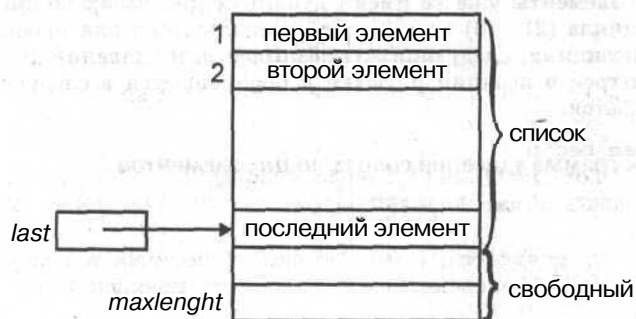 1 первый элемент
2 второй элемент
список
last последний элемент
свободный
maxlenght